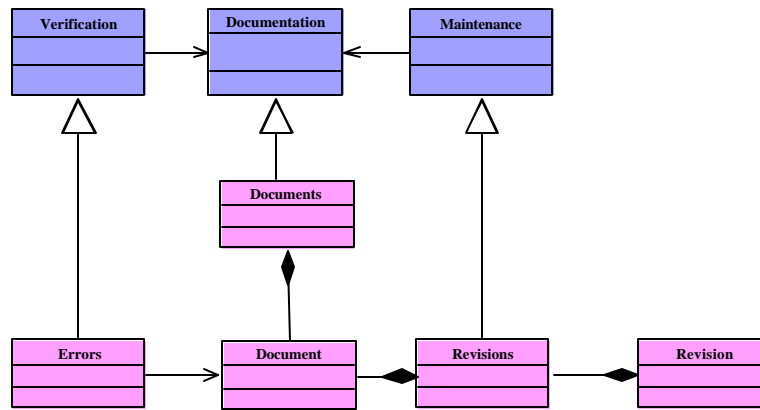 Verification
Documentation
Maintenance
Documents
Errors
Document
Revisions
Revision